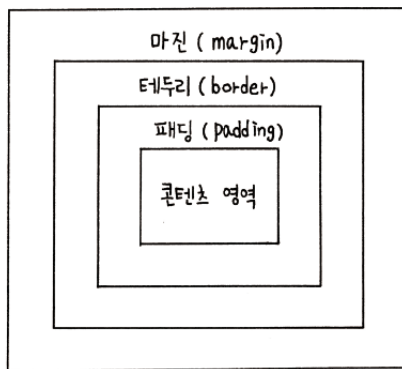 마진 ( margin)
테두리 ( border)
패딩 ( padding)
콘텐츠 영역